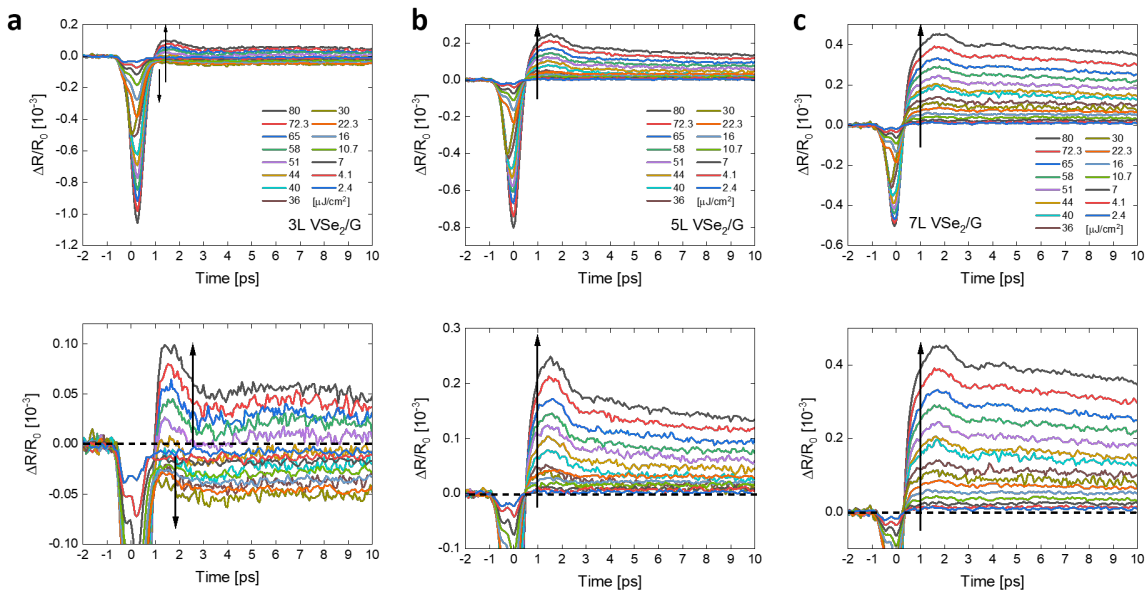 a
0.2
0.0
-0.2
-0.4
-0.6
-0.8
-1.0
-1.2
ΔR/R0 [10-3]
80 30
72.3 22.3
65 16
58 10.7
51 7
44 4.1
40 2.4
36 [μJ/cm2]
3L VSe2/G
-2 -1 0 1 2 3 4 5 6 7 8 9 10
Time [ps]
b
0.2
0.0
-0.2
-0.4
-0.6
-0.8
ΔR/R0 [10-3]
80 30
72.3 22.3
65 16
58 10.7
51 7
44 4.1
40 2.4
36 [μJ/cm2]
5L VSe2/G
-2 -1 0 1 2 3 4 5 6 7 8 9 10
Time [ps]
c
0.4
0.2
0.0
-0.2
-0.4
-0.6
ΔR/R0 [10-3]
80 30
72.3 22.3
65 16
58 10.7
51 7
44 4.1
40 2.4
36 [μJ/cm2]
7L VSe2/G
-2 -1 0 1 2 3 4 5 6 7 8 9 10
Time [ps]
0.10
0.05
0.00
-0.05
-0.10
ΔR/R0 [10-3]
-2 -1 0 1 2 3 4 5 6 7 8 9 10
Time [ps]
0.3
0.2
0.1
0.0
-0.1
ΔR/R0 [10-3]
-2 -1 0 1 2 3 4 5 6 7 8 9 10
Time [ps]
0.4
0.2
0.0
ΔR/R0 [10-3]
-2 -1 0 1 2 3 4 5 6 7 8 9 10
Time [ps]